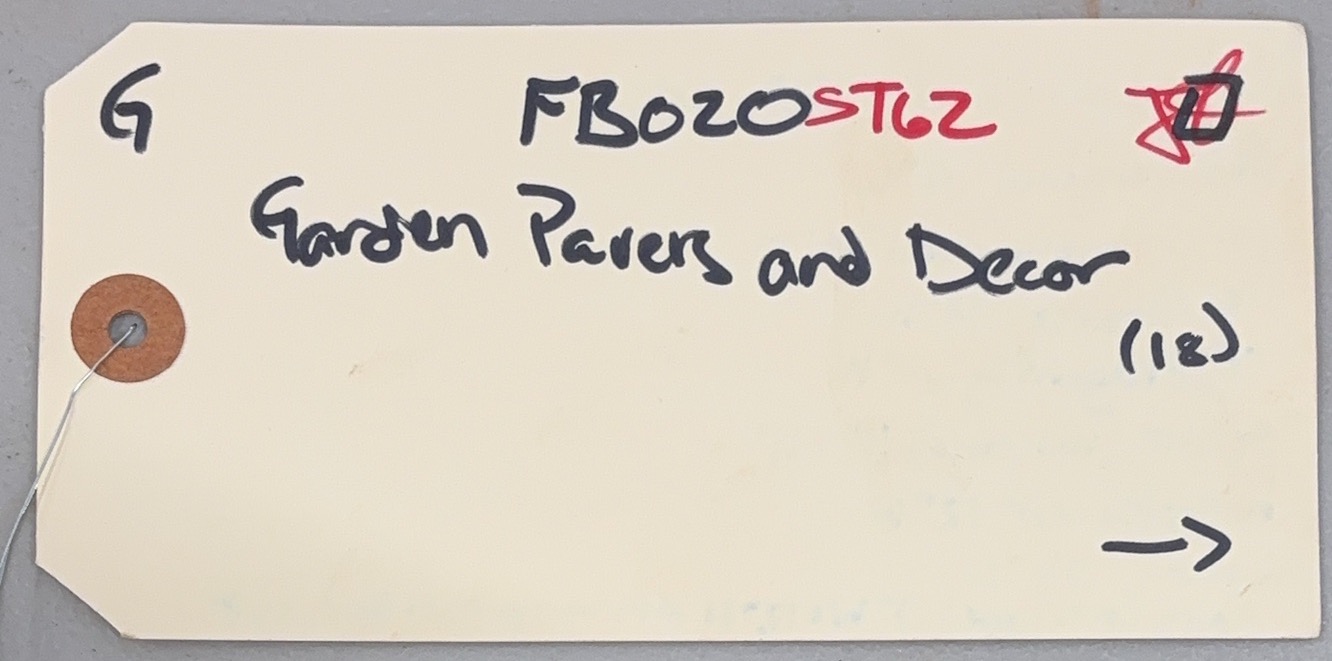 G FB020ST62
Garden Pavers and Decor
(18)
→